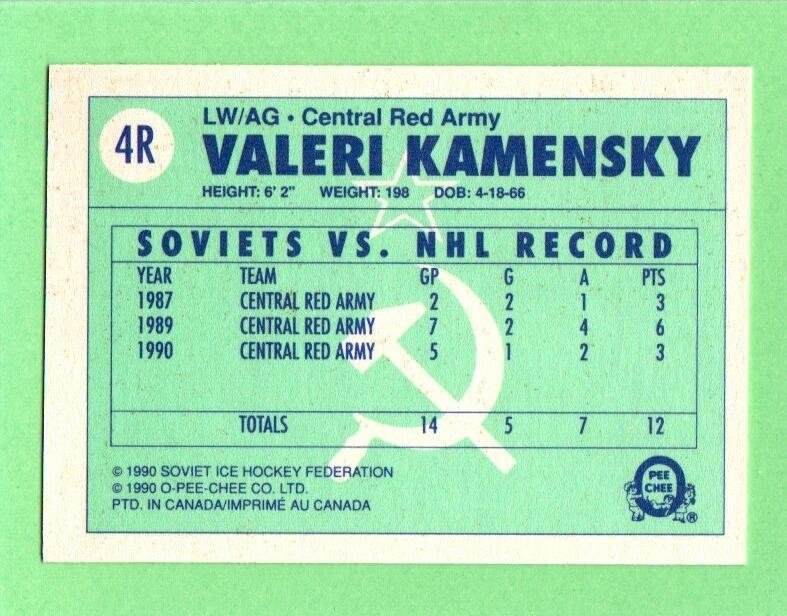 4R
LW/AG • Central Red Army
VALERI KAMENSKY
HEIGHT: 6' 2" WEIGHT: 198 DOB: 4-18-66
SOVIETS VS. NHL RECORD
YEAR TEAM GP G A PTS
1987 CENTRAL RED ARMY 2 2 1 3
1989 CENTRAL RED ARMY 7 2 4 6
1990 CENTRAL RED ARMY 5 1 2 3
TOTALS 14 5 7 12
© 1990 SOVIET ICE HOCKEY FEDERATION
© 1990 O-PEE-CHEE CO. LTD.
PTD. IN CANADA/IMPRIMÉ AU CANADA
O
PEE
CHEE
®